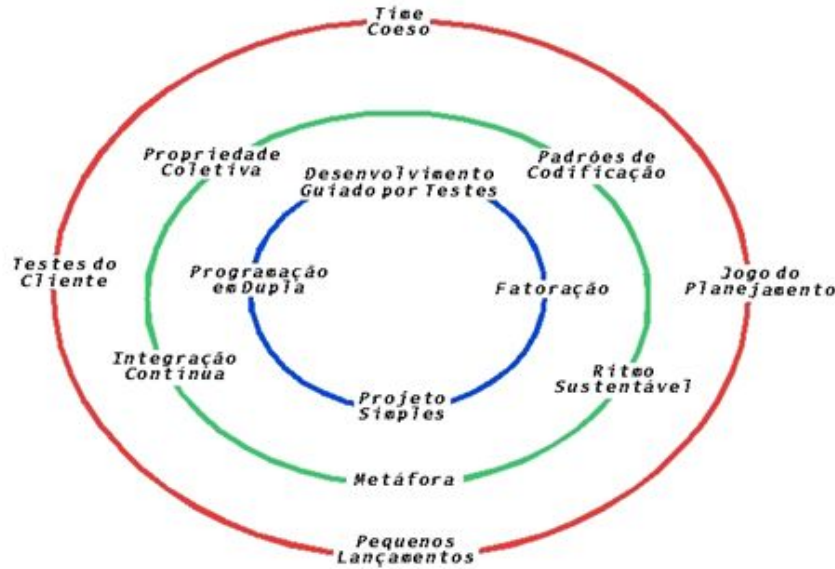 Time
Coeso
Propriedade
Coletiva
Desenvolvimento
Guiado por Testes
Padrões de
Codificação
Testes do
Cliente
Programação
em Dupla
Fatoração
Jogo do
Planejamento
Integração
Contínua
Projeto
Simples
Ritmo
Sustentável
Metáfora
Pequenos
Lançamentos